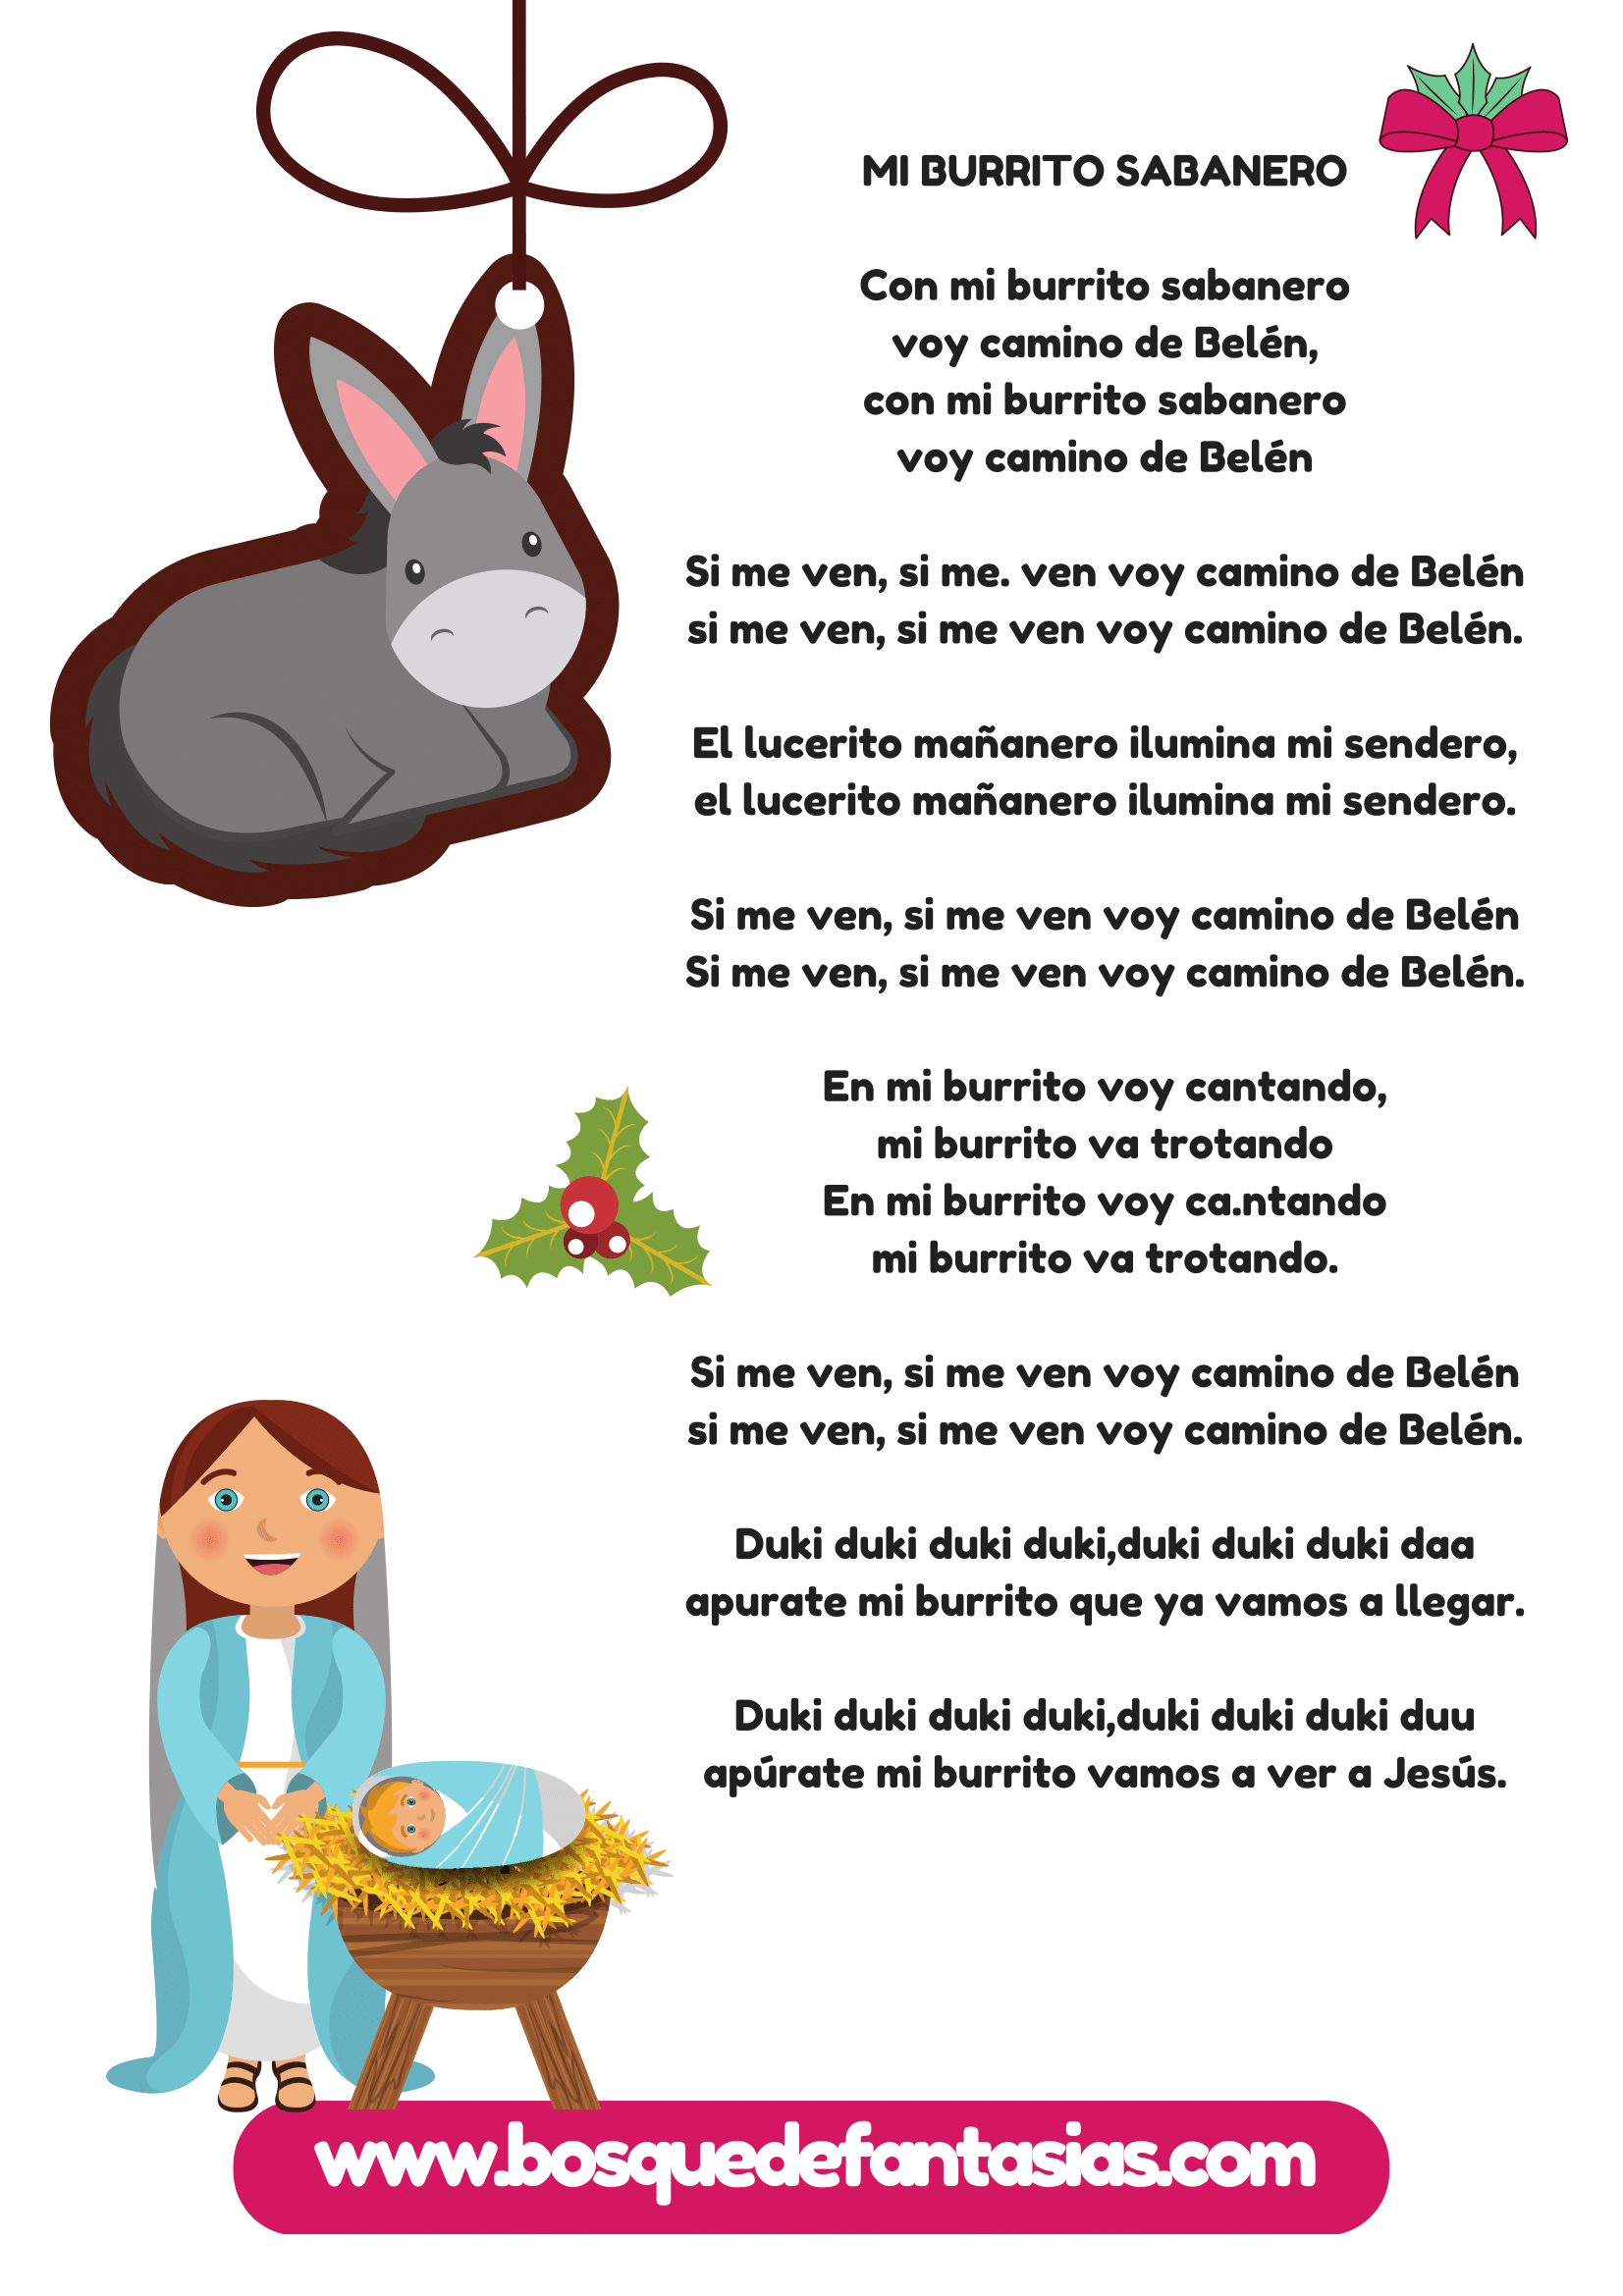 MI BURRITO SABANERO
Con mi burrito sabanero
voy camino de Belén,
con mi burrito sabanero
voy camino de Belén
Si me ven, si me. ven voy camino de Belén
si me ven, si me ven voy camino de Belén.
El lucerito mañanero ilumina mi sendero,
el lucerito mañanero ilumina mi sendero.
Si me ven, si me ven voy camino de Belén
Si me ven, si me ven voy camino de Belén.
En mi burrito voy cantando,
mi burrito va trotando
En mi burrito voy ca.ntando
mi burrito va trotando.
Si me ven, si me ven voy camino de Belén
si me ven, si me ven voy camino de Belén.
Duki duki duki duki,duki duki duki daa
apurate mi burrito que ya vamos a llegar.
Duki duki duki duki,duki duki duki duu
apúrate mi burrito vamos a ver a Jesús.
www.bosquedefantasias.com